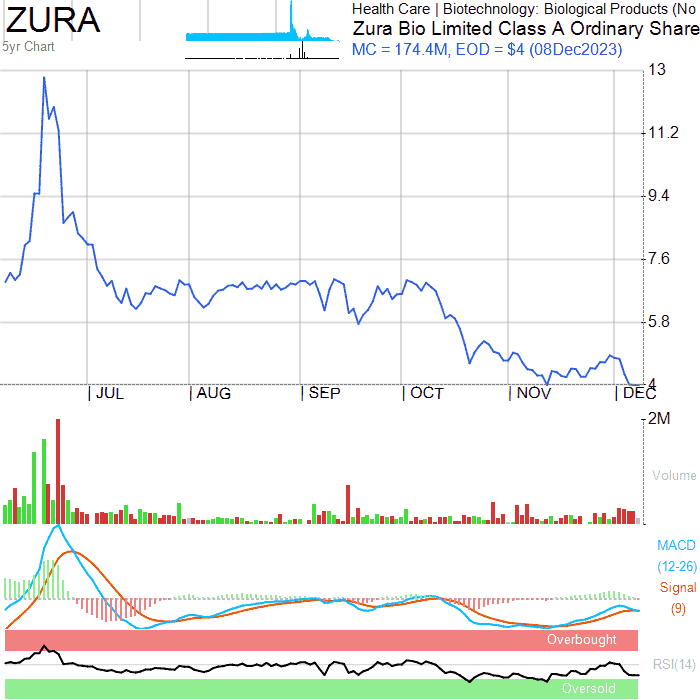 ZURA
5yr Chart
Health Care | Biotechnology: Biological Products (No
Zura Bio Limited Class A Ordinary Share
MC = 174.4M, EOD = $4 (08Dec2023)
13
11.2
9.4
7.6
5.8
4
JUL
AUG
SEP
OCT
NOV
DEC
2M
Volume
MACD
(12-26)
Signal
(9)
Overbought
RSI(14)
Oversold